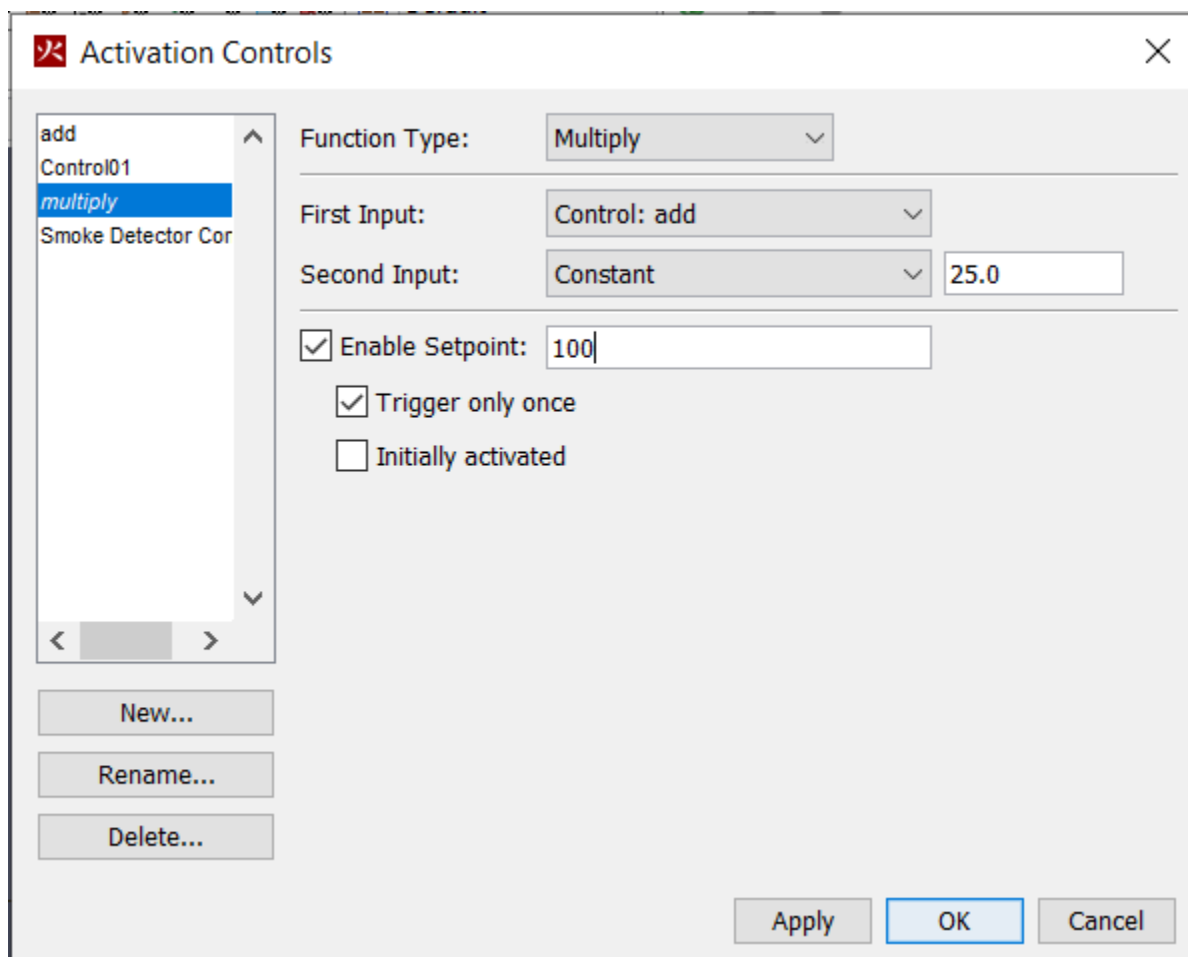 Activation Controls
add
Control01
multiply
Smoke Detector Cor
Function Type: Multiply
First Input: Control: add
Second Input: Constant 25.0
Enable Setpoint: 100
Trigger only once
Initially activated
New...
Rename...
Delete...
Apply OK Cancel